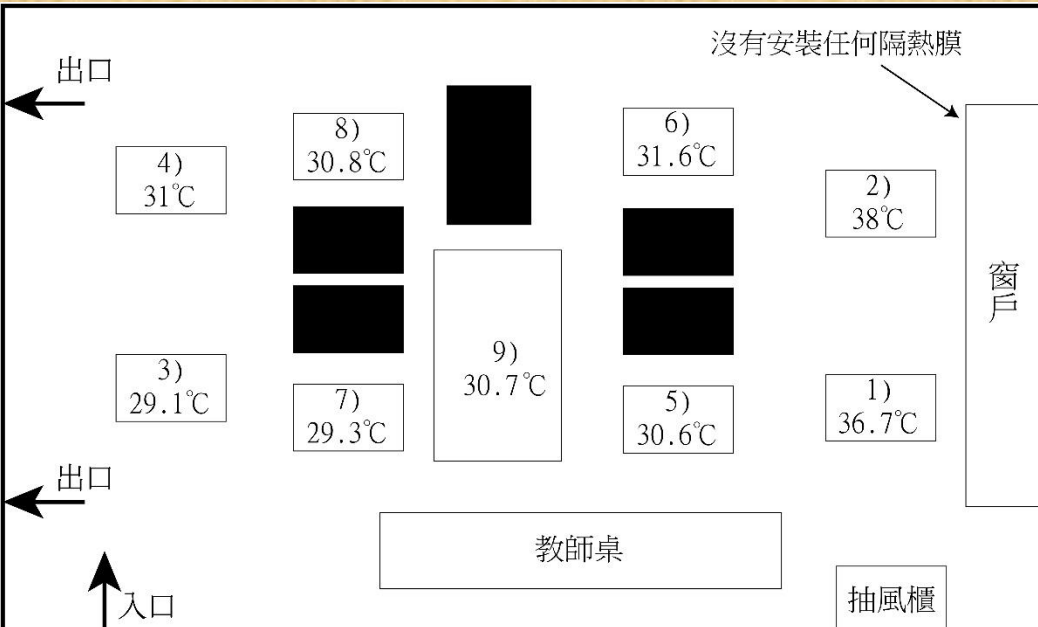 沒有安裝任何隔熱膜
出口
8)
30.8℃
6)
31.6℃
4)
31℃
2)
38℃
窗戶
9)
30.7℃
3)
29.1℃
7)
29.3℃
5)
30.6℃
1)
36.7℃
出口
教師桌
入口
抽風櫃